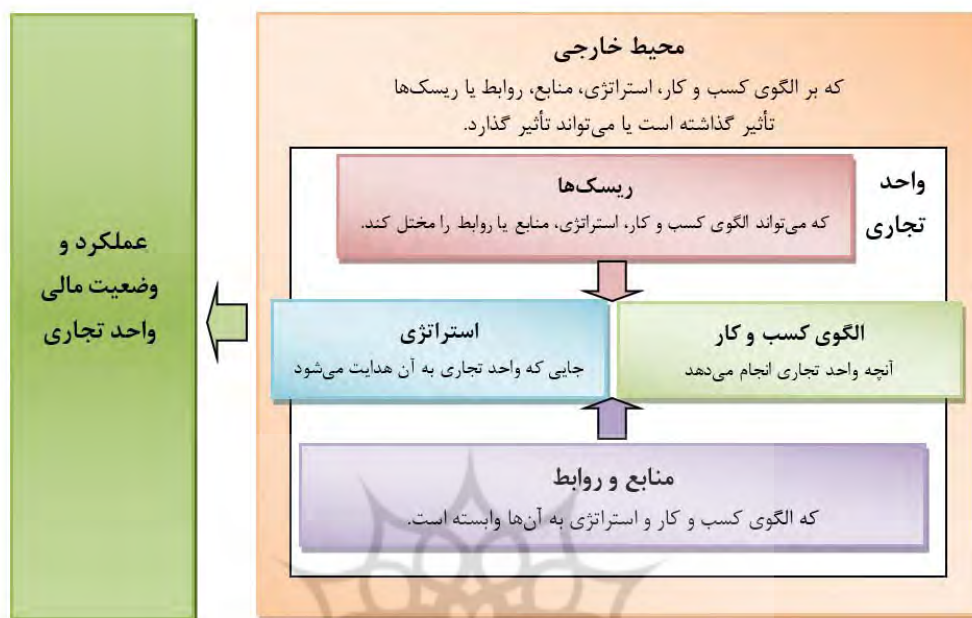 محیط خارجی
که بر الگوی کسب و کار، استراتژی، منابع، روابط یا ریسک‌ها
تأثیر گذاشته است یا می‌تواند تأثیر گذارد.
واحد
تجاری
ریسک‌ها
که می‌تواند الگوی کسب و کار، استراتژی، منابع یا روابط را مختل کند.
الگوی کسب و کار
آنچه واحد تجاری انجام می‌دهد
استراتژی
جایی که واحد تجاری به آن هدایت می‌شود
منابع و روابط
که الگوی کسب و کار و استراتژی به آن‌ها وابسته است.
عملکرد و
وضعیت مالی
واحد تجاری